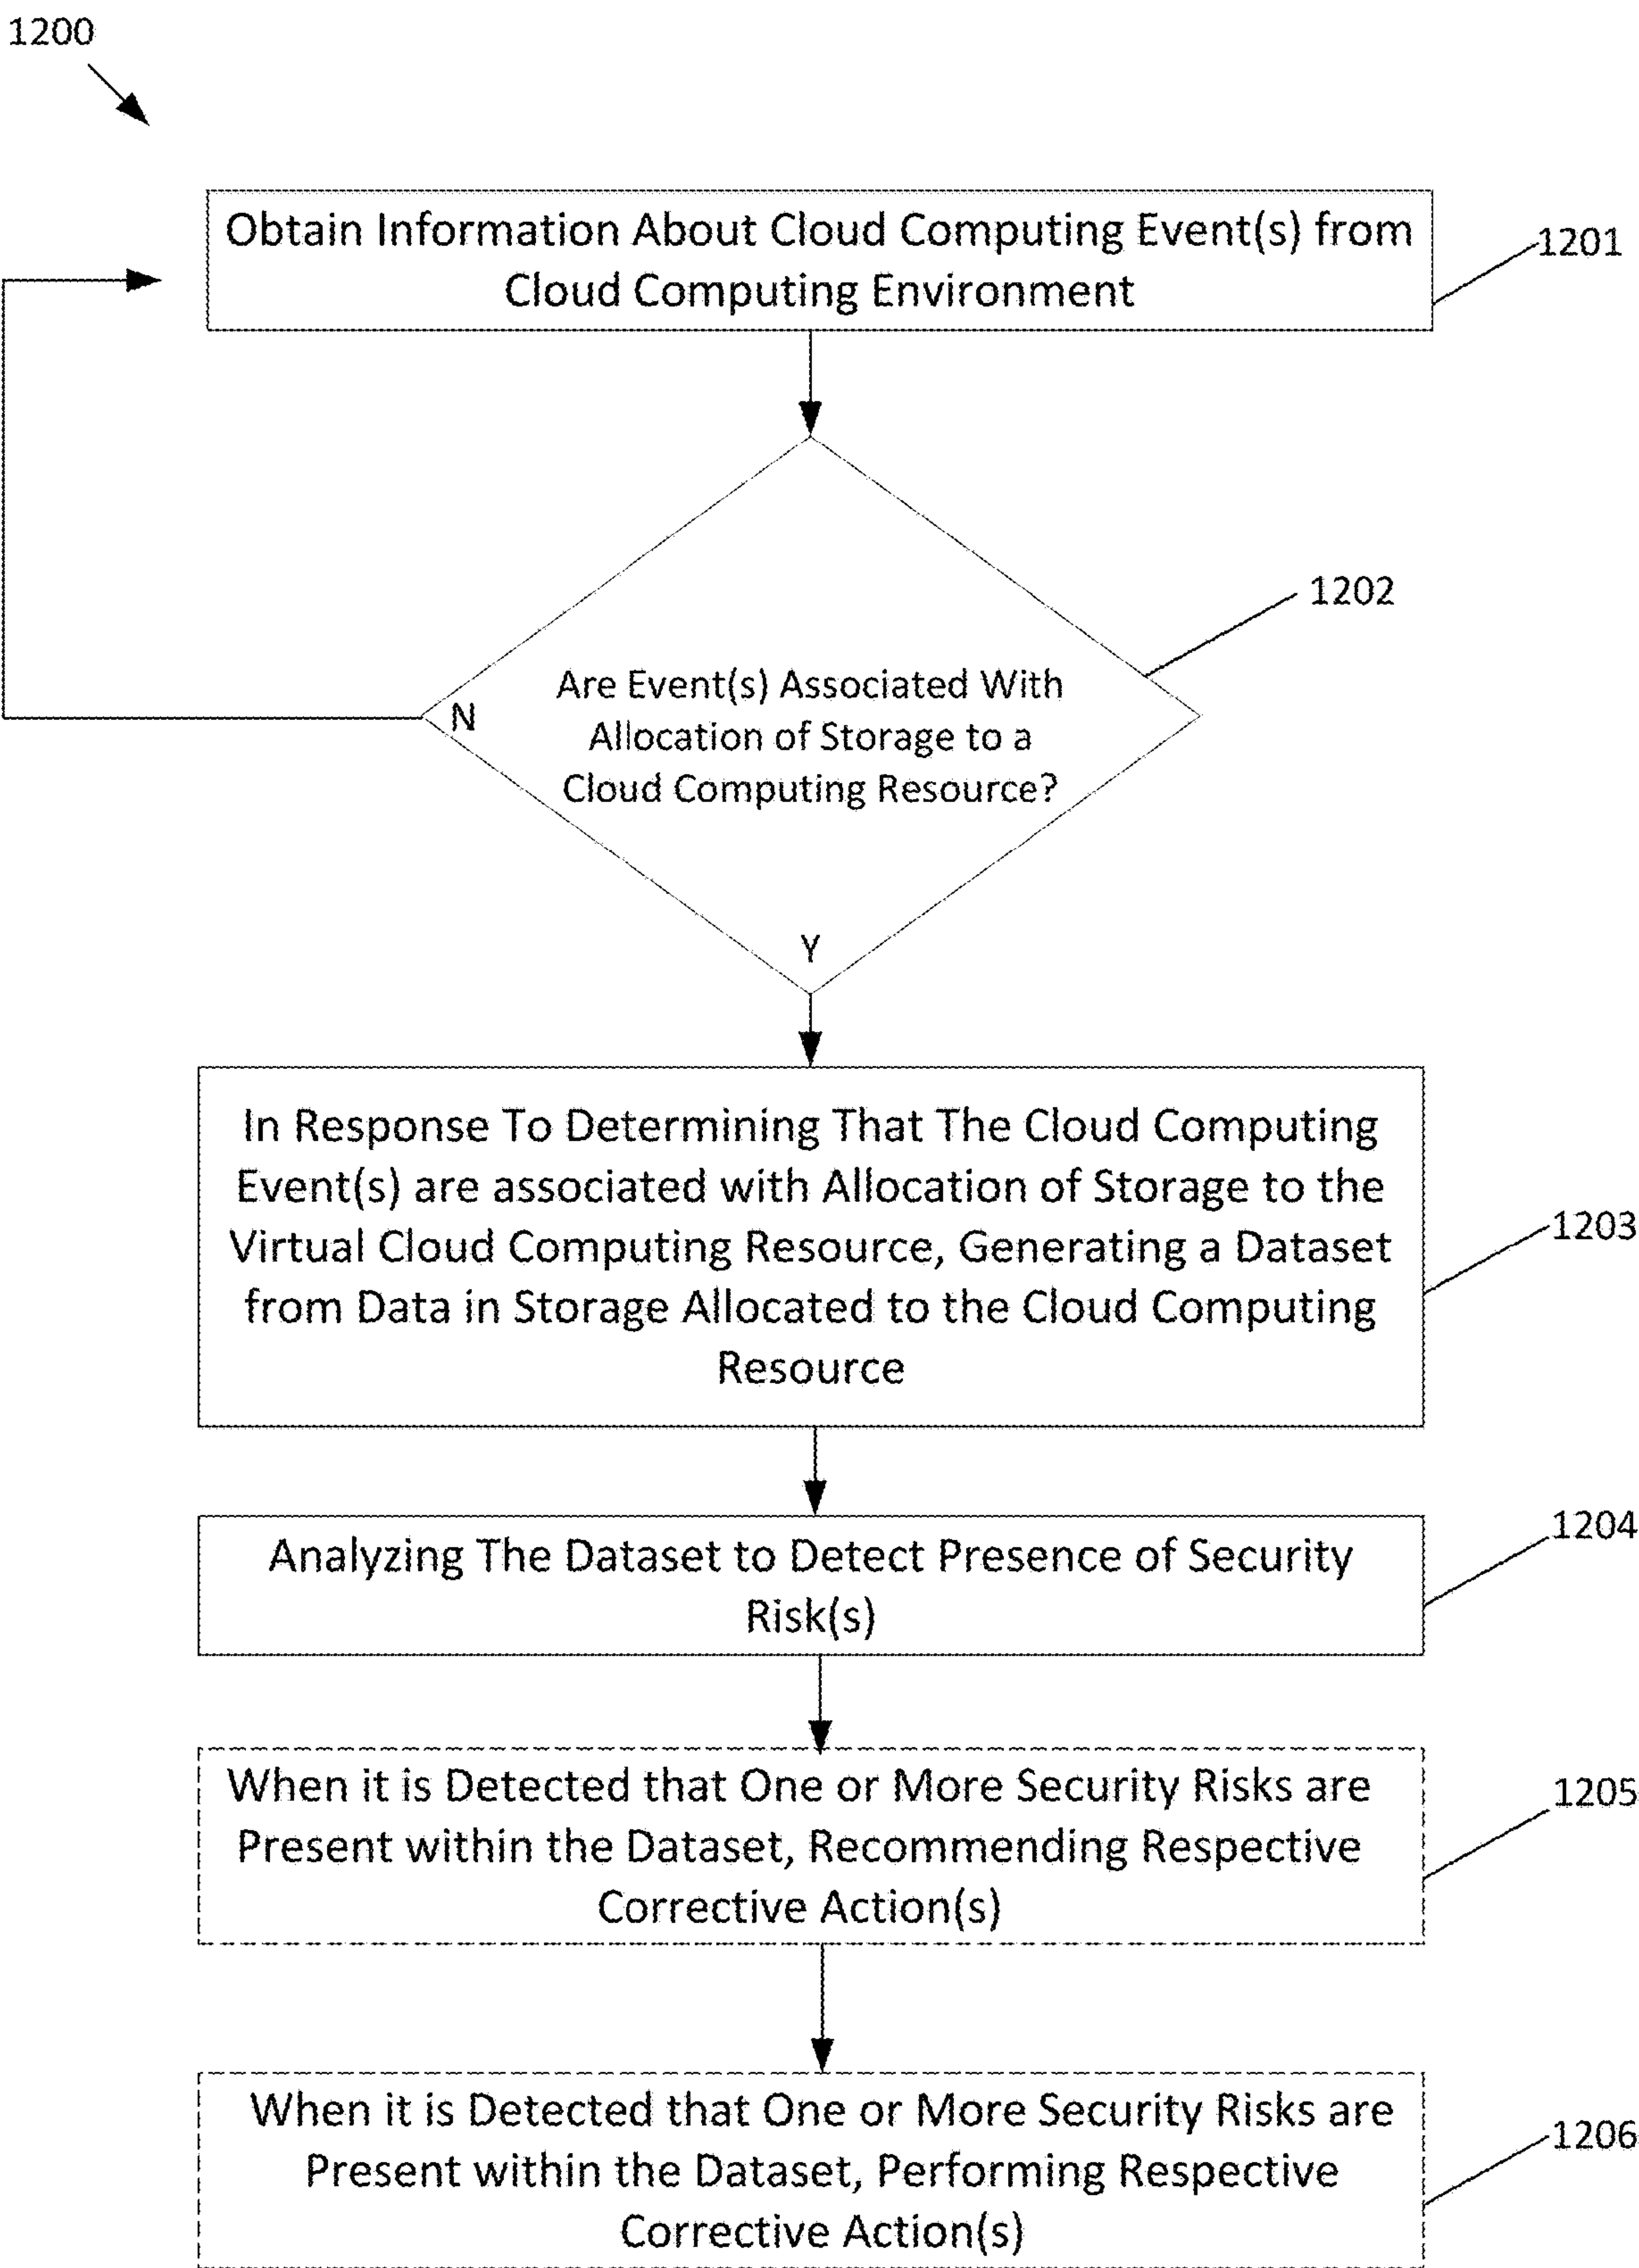 1200
Obtain Information About Cloud Computing Event(s) from
Cloud Computing Environment
1201
1202
Are Event(s) Associated With
Allocation of Storage to a
Cloud Computing Resource?
N
Y
In Response To Determining That The Cloud Computing
Event(s) are associated with Allocation of Storage to the
Virtual Cloud Computing Resource, Generating a Dataset
from Data in Storage Allocated to the Cloud Computing
Resource
1203
Analyzing The Dataset to Detect Presence of Security
Risk(s)
1204
When it is Detected that One or More Security Risks are
Present within the Dataset, Recommending Respective
Corrective Action(s)
1205
When it is Detected that One or More Security Risks are
Present within the Dataset, Performing Respective
Corrective Action(s)
1206